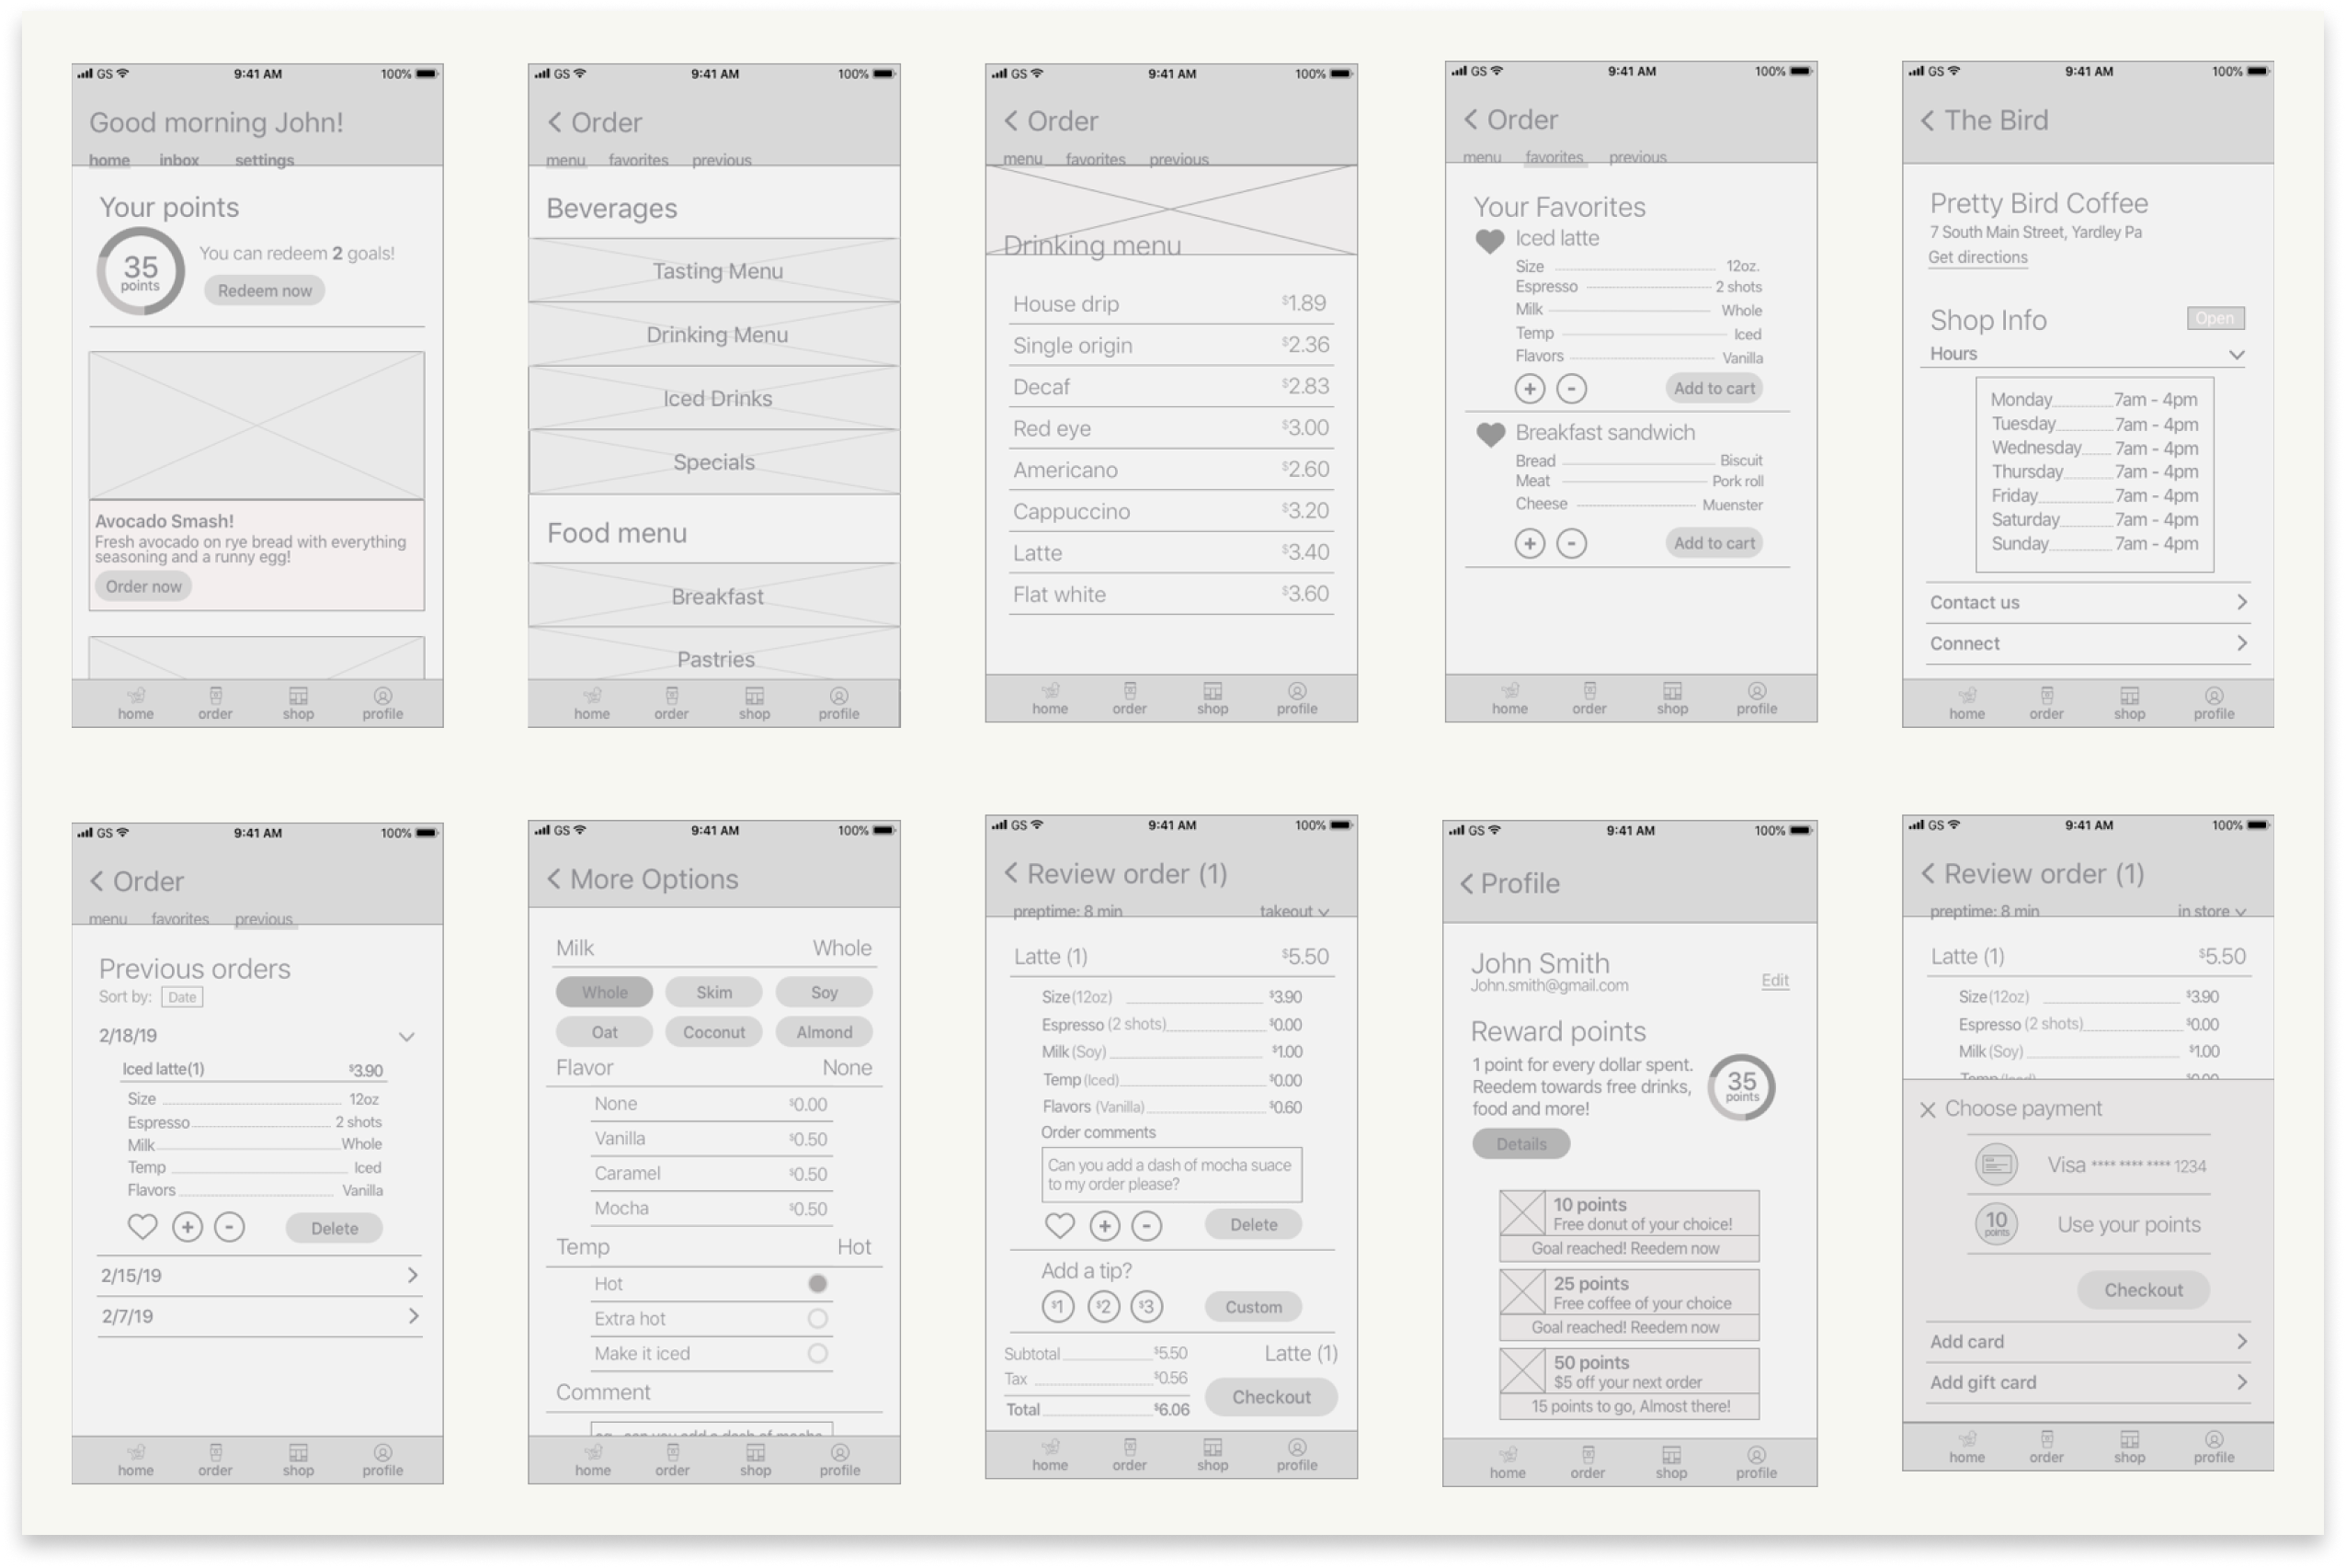 GS 9:41 AM 100%
Good morning John!
home inbox settings
Your points
35
points
You can redeem 2 goals!
Redeem now
Avocado Smash!
Fresh avocado on rye bread with everything
seasoning and a runny egg!
Order now
home order shop profile
GS 9:41 AM 100%
Order
menu favorites previous
Beverages
Tasting Menu
Drinking Menu
Iced Drinks
Specials
Food menu
Breakfast
Pastries
home order shop profile
GS 9:41 AM 100%
Order
menu favorites previous
Drinking menu
House drip $1.89
Single origin $2.36
Decaf $2.83
Red eye $3.00
Americano $2.60
Cappuccino $3.20
Latte $3.40
Flat white $3.60
home order shop profile
GS 9:41 AM 100%
Order
menu favorites previous
Your Favorites
Iced latte
Size 12oz.
Espresso 2 shots
Milk Whole
Temp Iced
Flavors Vanilla
+ - Add to cart
Breakfast sandwich
Bread Biscuit
Meat Pork roll
Cheese Muenster
+ - Add to cart
home order shop profile
GS 9:41 AM 100%
The Bird
Pretty Bird Coffee
7 South Main Street, Yardley Pa
Get directions
Shop Info Open
Hours
Monday 7am - 4pm
Tuesday 7am - 4pm
Wednesday 7am - 4pm
Thursday 7am - 4pm
Friday 7am - 4pm
Saturday 7am - 4pm
Sunday 7am - 4pm
Contact us
Connect
home order shop profile
GS 9:41 AM 100%
Order
menu favorites previous
Previous orders
Sort by: Date
2/18/19
Iced latte(1) $3.90
Size 12oz
Espresso 2 shots
Milk Whole
Temp Iced
Flavors Vanilla
+ - Delete
2/15/19
2/7/19
home order shop profile
GS 9:41 AM 100%
More Options
Milk Whole
Whole Skim Soy
Oat Coconut Almond
Flavor None
None $0.00
Vanilla $0.50
Caramel $0.50
Mocha $0.50
Temp Hot
Hot
Extra hot
Make it iced
Comment
eg. can you add a dash of mocha
home order shop profile
GS 9:41 AM 100%
Review order (1)
preptime: 8 min takeout
Latte (1) $5.50
Size (12oz) $3.90
Espresso (2 shots) $0.00
Milk (Soy) $1.00
Temp (Iced) $0.00
Flavors (Vanilla) $0.60
Order comments
Can you add a dash of mocha suace
to my order please?
+ - Delete
Add a tip?
$1 $2 $3 Custom
Subtotal $5.50 Latte (1)
Tax $0.56
Total $6.06 Checkout
home order shop profile
GS 9:41 AM 100%
Profile
John Smith
John.smith@gmail.com Edit
Reward points
1 point for every dollar spent.
Reedem towards free drinks,
food and more!
35
points
Details
10 points
Free donut of your choice!
Goal reached! Reedem now
25 points
Free coffee of your choice
Goal reached! Reedem now
50 points
$5 off your next order
15 points to go, Almost there!
home order shop profile
GS 9:41 AM 100%
Review order (1)
preptime: 8 min in store
Latte (1) $5.50
Size (12oz) $3.90
Espresso (2 shots) $0.00
Milk (Soy) $1.00
Temp (Iced) $0.00
Choose payment
Visa **** **** **** 1234
10
points
Use your points
Checkout
Add card
Add gift card
home order shop profile